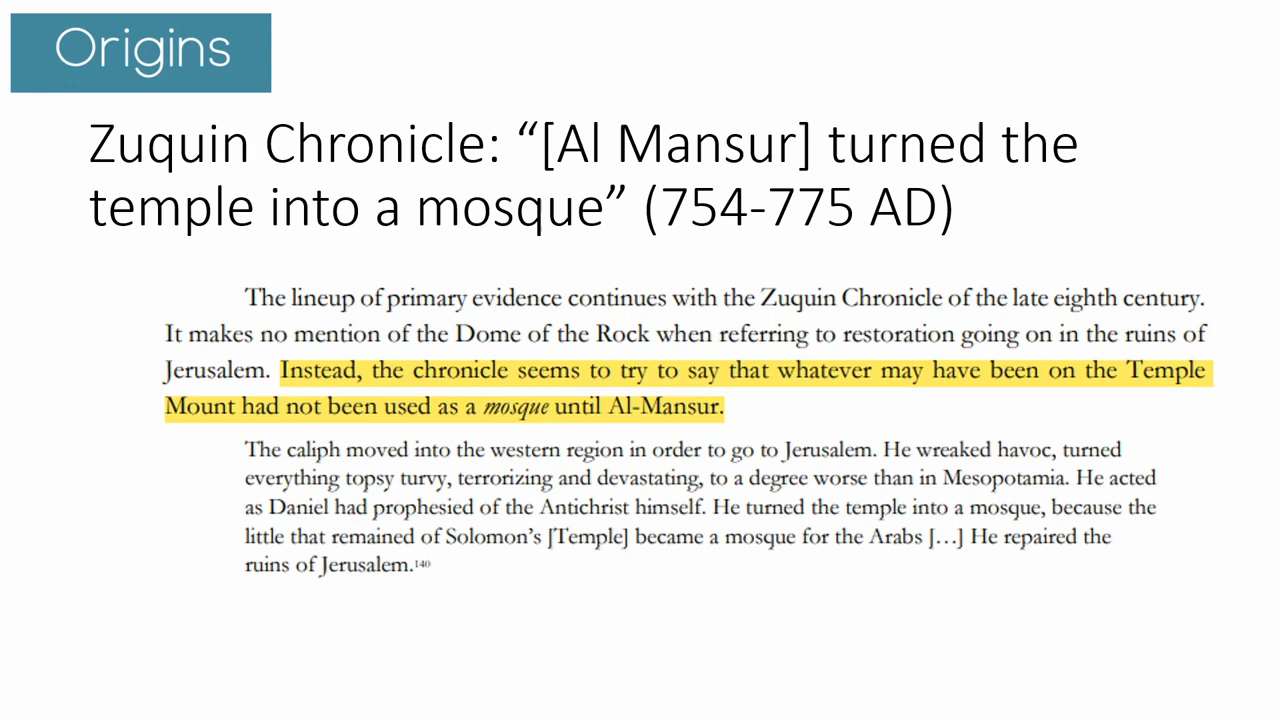 Origins
Zuquin Chronicle: “[Al Mansur] turned the
temple into a mosque” (754-775 AD)
The lineup of primary evidence continues with the Zuquin Chronicle of the late eighth century.
It makes no mention of the Dome of the Rock when referring to restoration going on in the ruins of
Jerusalem. Instead, the chronicle seems to try to say that whatever may have been on the Temple
Mount had not been used as a mosque until Al-Mansur.
The caliph moved into the western region in order to go to Jerusalem. He wreaked havoc, turned
everything topsy turvy, terrorizing and devastating, to a degree worse than in Mesopotamia. He acted
as Daniel had prophesied of the Antichrist himself. He turned the temple into a mosque, because the
little that remained of Solomon’s [Temple] became a mosque for the Arabs […] He repaired the
ruins of Jerusalem.¹⁴⁰